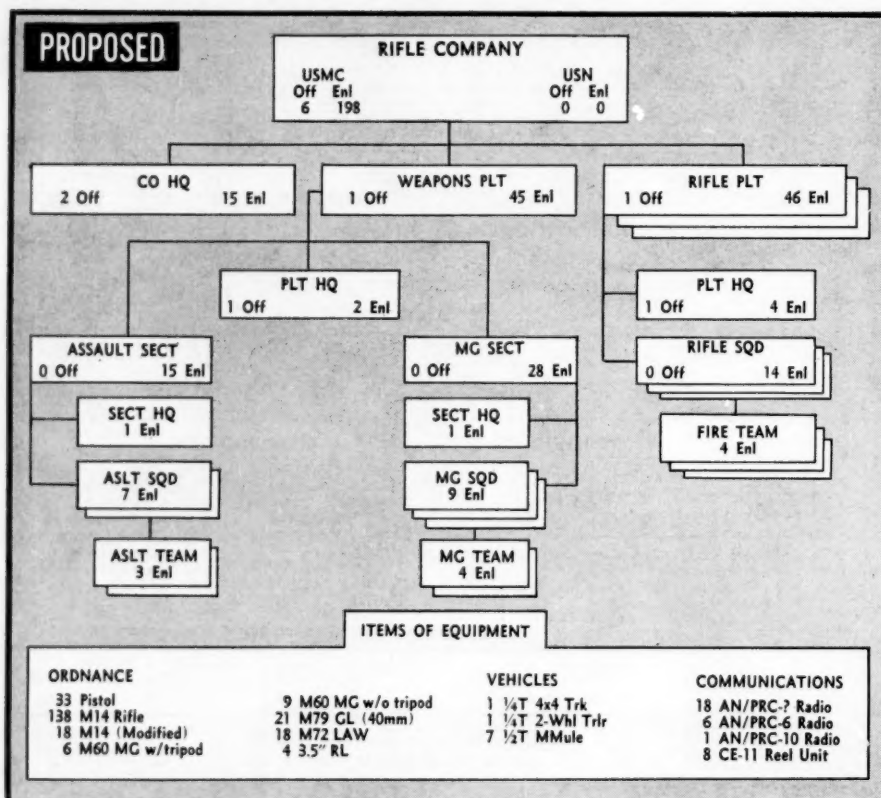 PROPOSED
RIFLE COMPANY
USMC USN
Off Enl Off Enl
6 198 0 0
CO HQ
2 Off 15 Enl
WEAPONS PLT
1 Off 45 Enl
RIFLE PLT
1 Off 46 Enl
PLT HQ
1 Off 2 Enl
PLT HQ
1 Off 4 Enl
ASSAULT SECT
0 Off 15 Enl
MG SECT
0 Off 28 Enl
RIFLE SQD
0 Off 14 Enl
SECT HQ
1 Enl
SECT HQ
1 Enl
FIRE TEAM
4 Enl
ASLT SQD
7 Enl
MG SQD
9 Enl
ASLT TEAM
3 Enl
MG TEAM
4 Enl
ITEMS OF EQUIPMENT
ORDNANCE
33 Pistol
138 M14 Rifle
18 M14 (Modified)
6 M60 MG w/tripod
9 M60 MG w/o tripod
21 M79 GL (40mm)
18 M72 LAW
4 3.5" RL
VEHICLES
1 ¼T 4x4 Trk
1 ¼T 2-Whl Trlr
7 ½T MMule
COMMUNICATIONS
18 AN/PRC-? Radio
6 AN/PRC-6 Radio
1 AN/PRC-10 Radio
8 CE-11 Reel Unit